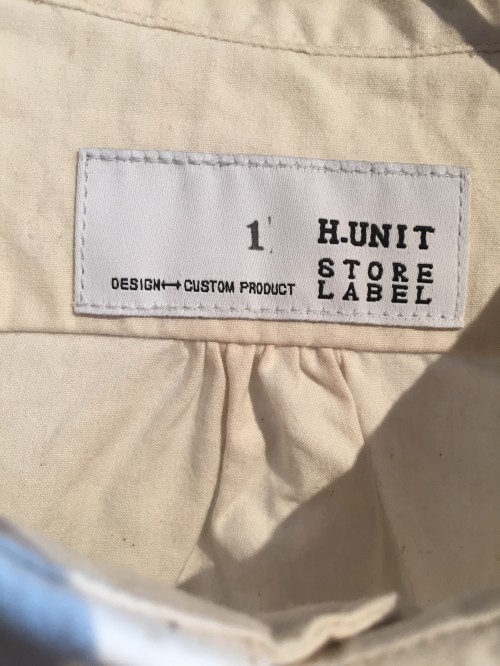 1
H-UNIT
STORE
LABEL
DESIGN↔CUSTOM PRODUCT